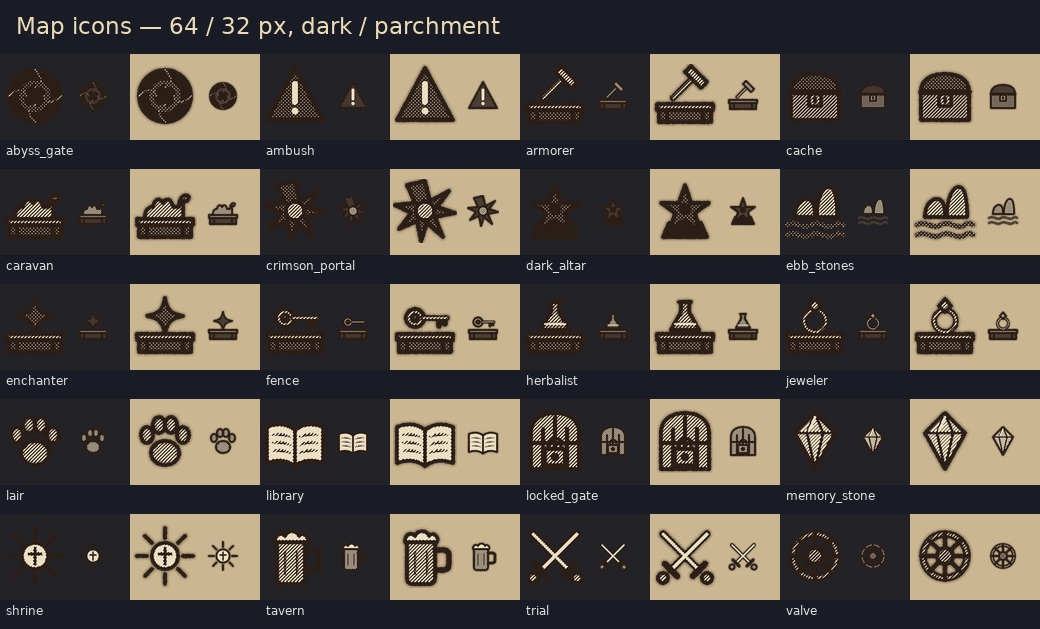 Map icons — 64 / 32 px, dark / parchment
abyss_gate ambush armorer cache
caravan crimson_portal dark_altar ebb_stones
enchanter fence herbalist jeweler
lair library locked_gate memory_stone
shrine tavern trial valve